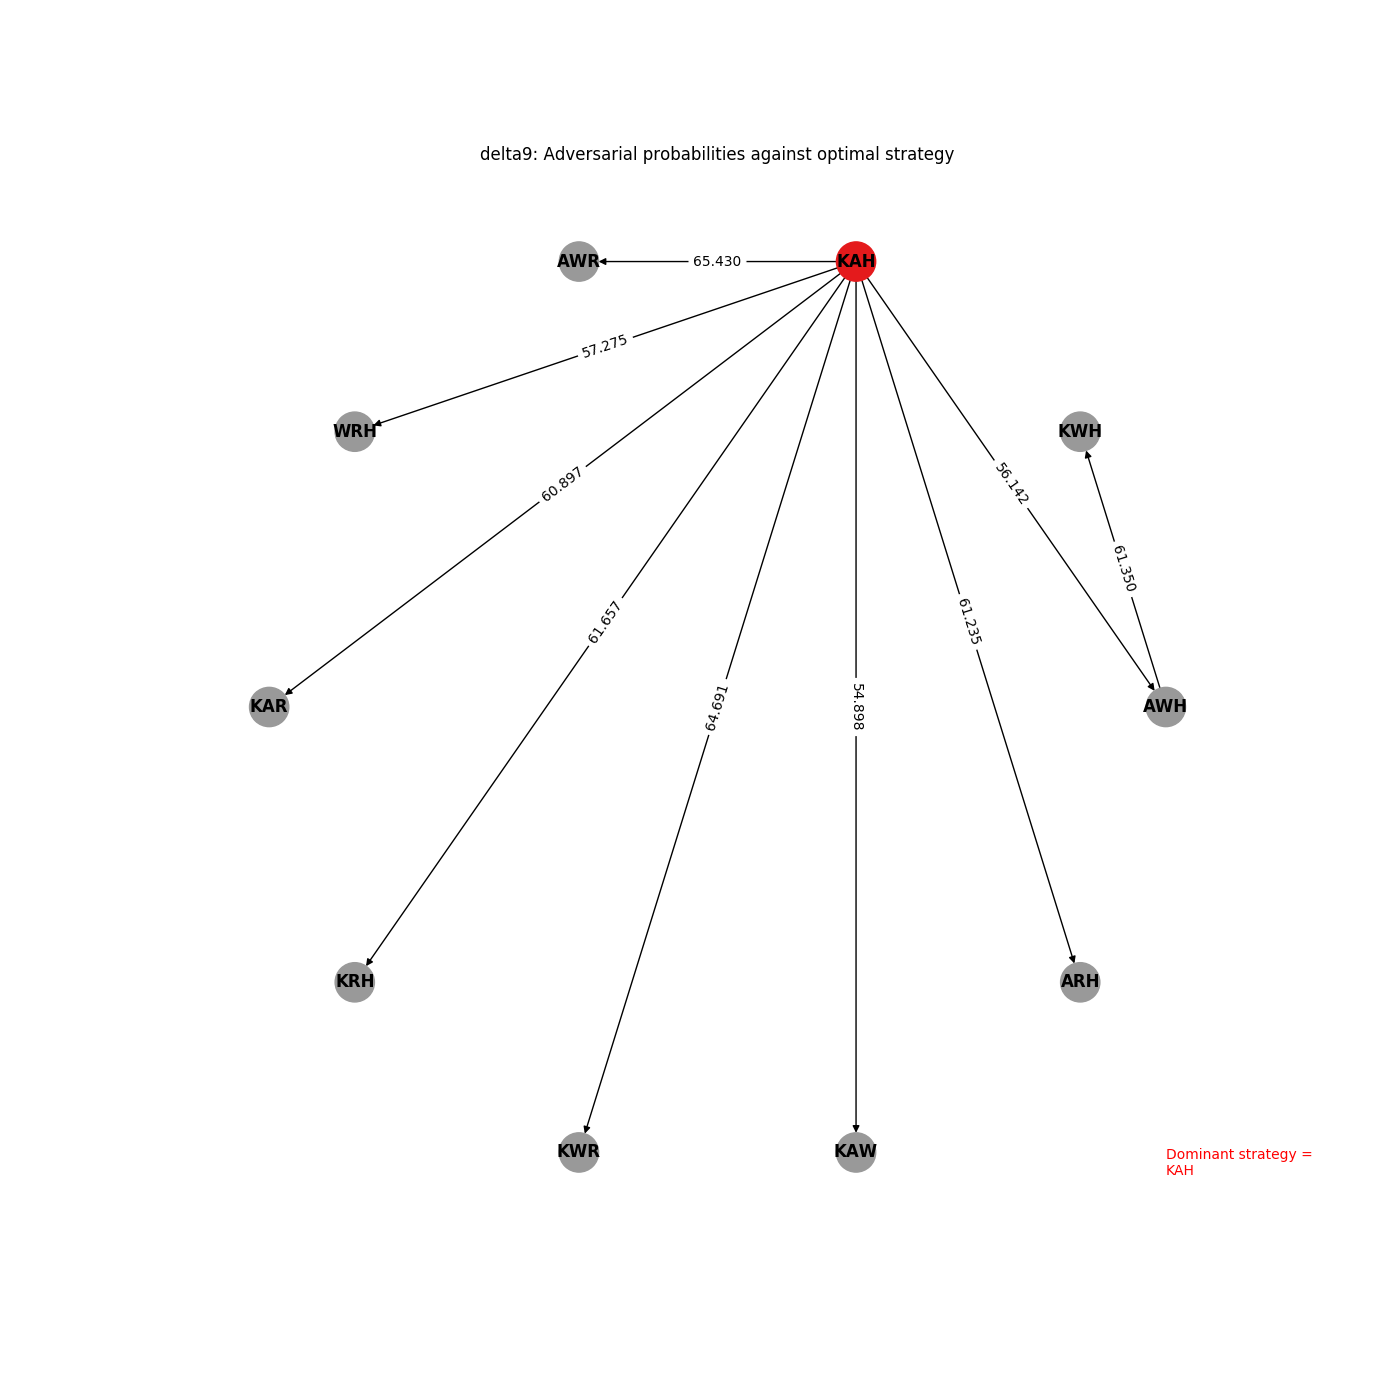 delta9: Adversarial probabilities against optimal strategy
AWR
65.430
KAH
57.275
WRH
KWH
60.897
56.142
61.350
61.657
61.235
64.691
54.898
KAR
AWH
KRH
ARH
KWR
KAW
Dominant strategy =
KAH